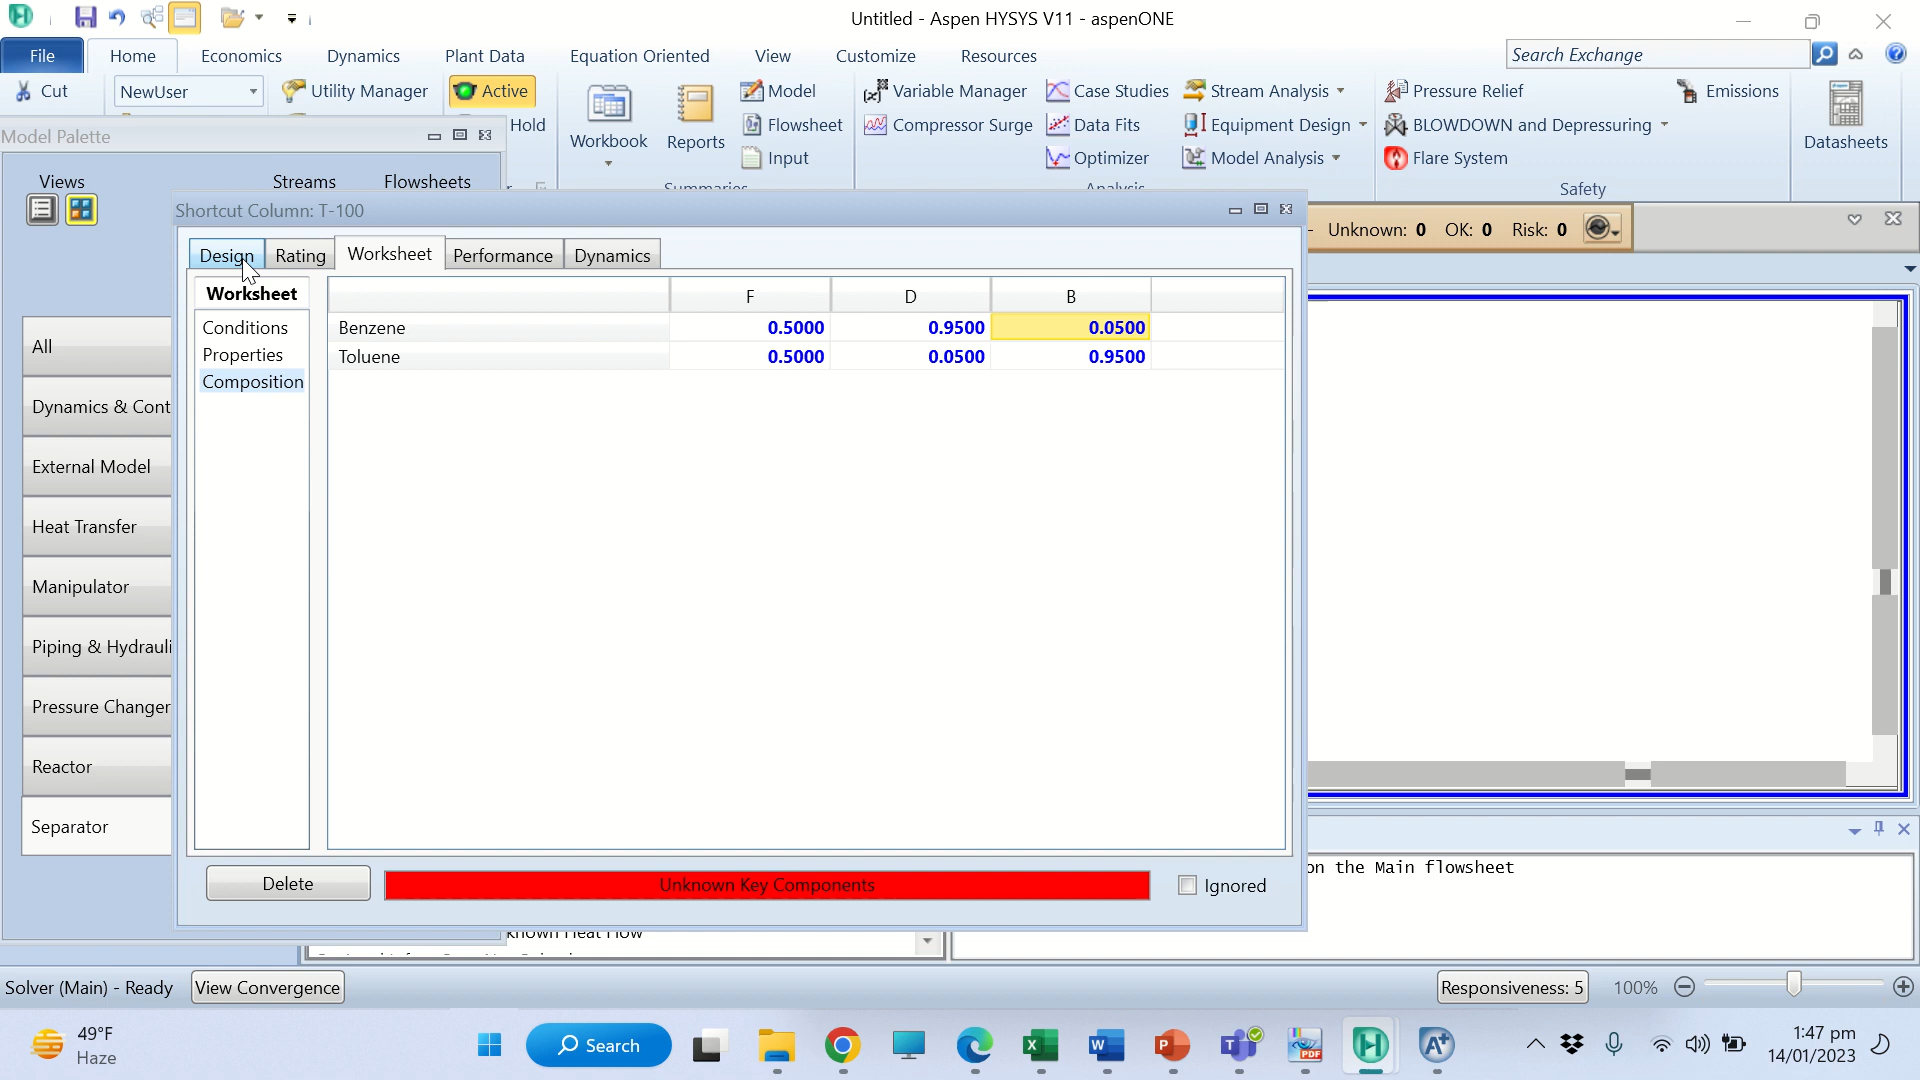 Untitled - Aspen HYSYS V11 - aspenONE
File Home Economics Dynamics Plant Data Equation Oriented View Customize Resources Search Exchange
Cut NewUser Utility Manager Active Model Variable Manager Case Studies Stream Analysis Pressure Relief Emissions
Hold Workbook Reports Flowsheet Compressor Surge Data Fits Equipment Design BLOWDOWN and Depressuring Datasheets
Input Optimizer Model Analysis Flare System
Summaries Analysis Safety
Model Palette
Views Streams Flowsheets
Shortcut Column: T-100
Unknown: 0 OK: 0 Risk: 0
Design Rating Worksheet Performance Dynamics
Worksheet F D B
Conditions Benzene 0.5000 0.9500 0.0500
Properties Toluene 0.5000 0.0500 0.9500
Composition
All
Dynamics & Cont
External Model
Heat Transfer
Manipulator
Piping & Hydrauli
Pressure Changer
Reactor
Separator
Delete Unknown Key Components Ignored
on the Main flowsheet
known Heat Flow
Solver (Main) - Ready View Convergence Responsiveness: 5 100%
49°F
Haze
Search
1:47 pm
14/01/2023